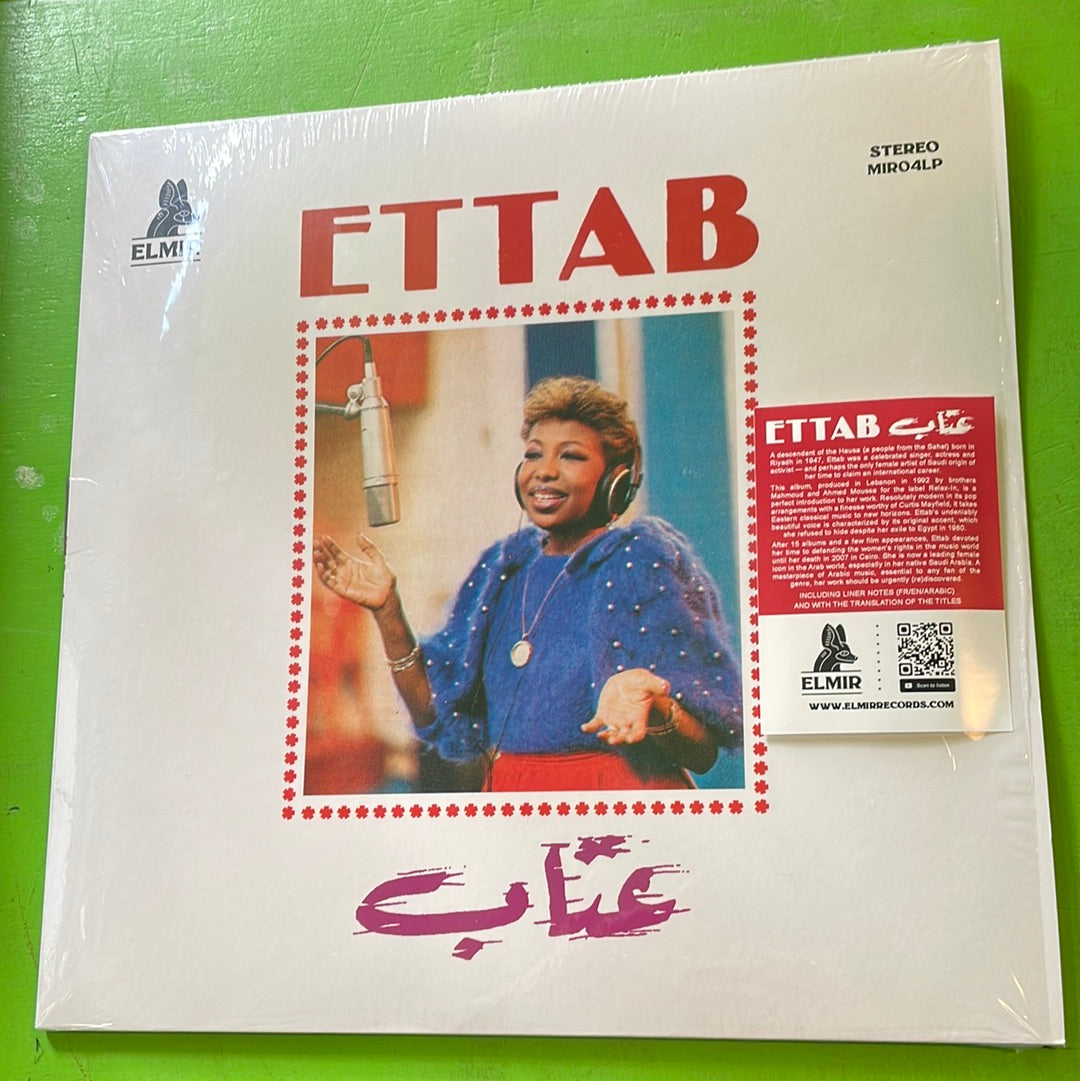 ELMIR
STEREO
MIR04LP
ETTAB
عتّاب
ETTAB عتّاب
A descendant of the Hausa (a people from the Sahel) born in
Riyadh in 1947, Ettab was a celebrated singer, actress and
activist — and perhaps the only female artist of Saudi origin of
her time to claim an international career.
This album, produced in Lebanon in 1992 by brothers
Mahmoud and Ahmed Moussa for the label Relax-In, is a
perfect introduction to her work. Resolutely modern in its pop
arrangements with a finesse worthy of Curtis Mayfield, it takes
Eastern classical music to new horizons. Ettab's undeniably
beautiful voice is characterized by its original accent, which
she refused to hide despite her exile to Egypt in 1980.
After 15 albums and a few film appearances, Ettab devoted
her time to defending the women's rights in the music world
until her death in 2007 in Cairo. She is now a leading female
icon in the Arab world, especially in her native Saudi Arabia. A
masterpiece of Arabic music, essential to any fan of the
genre, her work should be urgently (re)discovered.
INCLUDING LINER NOTES (FR/EN/ARABIC)
AND WITH THE TRANSLATION OF THE TITLES
ELMIR
Scan to listen
WWW.ELMIRRECORDS.COM